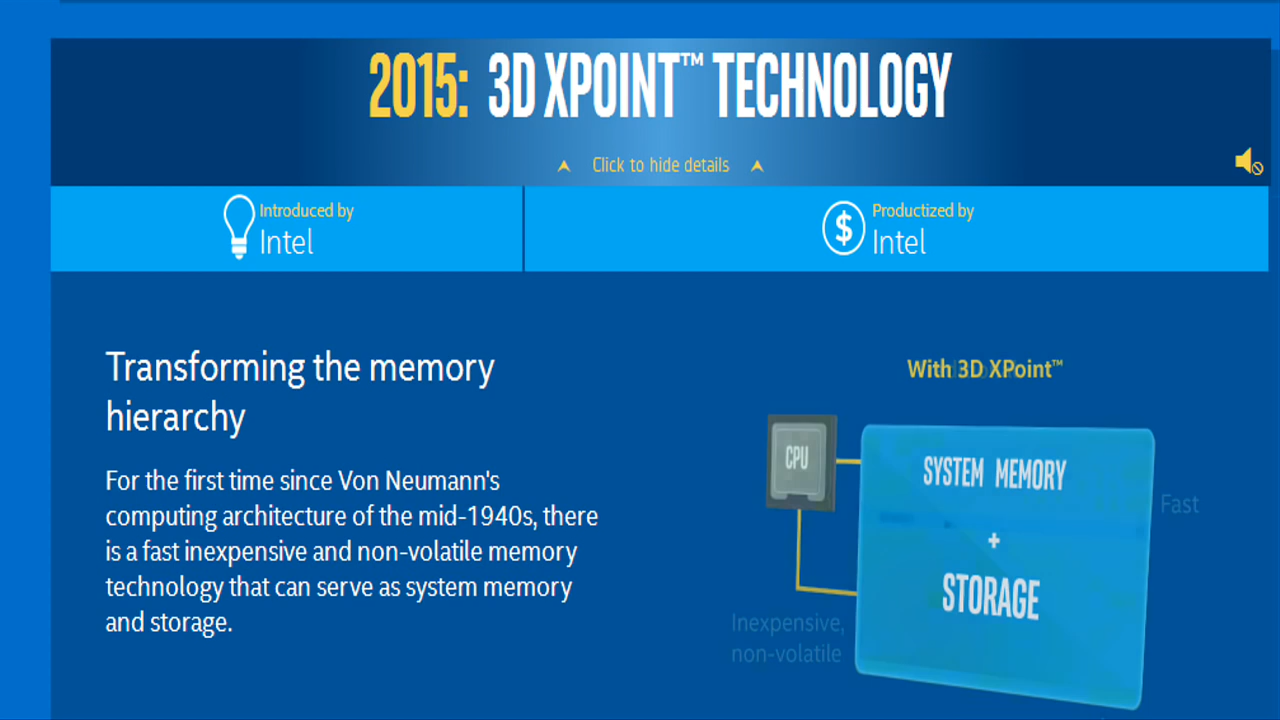 2015: 3D XPOINT™ TECHNOLOGY
Click to hide details
Introduced by
Intel
Productized by
Intel
Transforming the memory
hierarchy
For the first time since Von Neumann's
computing architecture of the mid-1940s, there
is a fast inexpensive and non-volatile memory
technology that can serve as system memory
and storage.
With 3D XPoint™
CPU
SYSTEM MEMORY
+
STORAGE
Fast
Inexpensive,
non-volatile